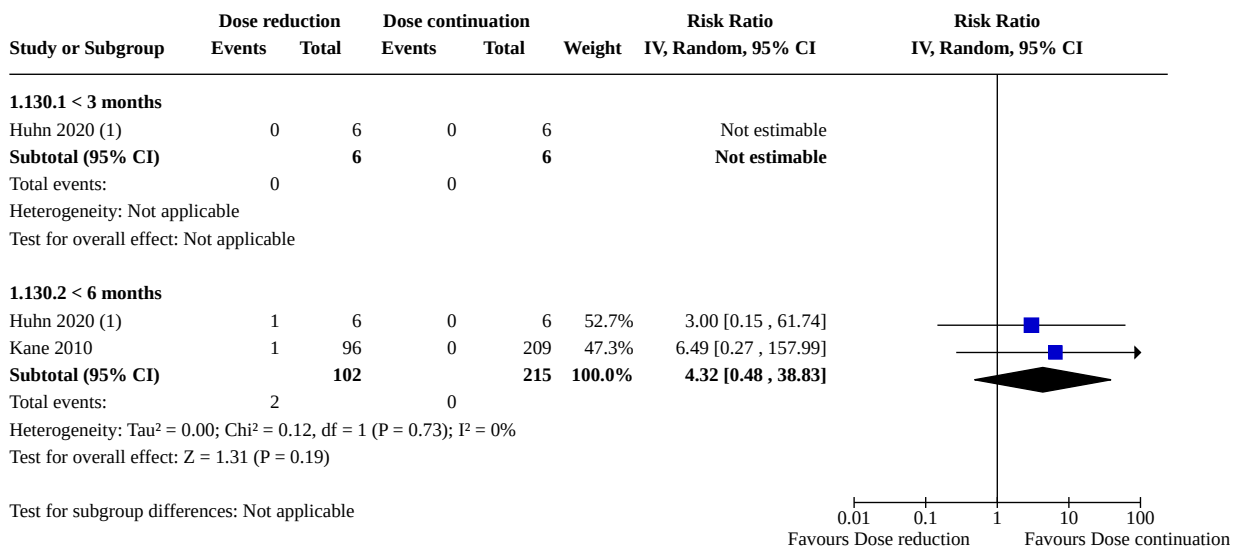 Dose reduction Dose continuation Risk Ratio Risk Ratio
Study or Subgroup Events Total Events Total Weight IV, Random, 95% CI IV, Random, 95% CI
1.130.1 < 3 months
Huhn 2020 (1) 0 6 0 6 Not estimable
Subtotal (95% CI) 6 6 Not estimable
Total events: 0 0
Heterogeneity: Not applicable
Test for overall effect: Not applicable
1.130.2 < 6 months
Huhn 2020 (1) 1 6 0 6 52.7% 3.00 [0.15 , 61.74]
Kane 2010 1 96 0 209 47.3% 6.49 [0.27 , 157.99]
Subtotal (95% CI) 102 215 100.0% 4.32 [0.48 , 38.83]
Total events: 2 0
Heterogeneity: Tau² = 0.00; Chi² = 0.12, df = 1 (P = 0.73); I² = 0%
Test for overall effect: Z = 1.31 (P = 0.19)
Test for subgroup differences: Not applicable
0.01 0.1 1 10 100
Favours Dose reduction Favours Dose continuation